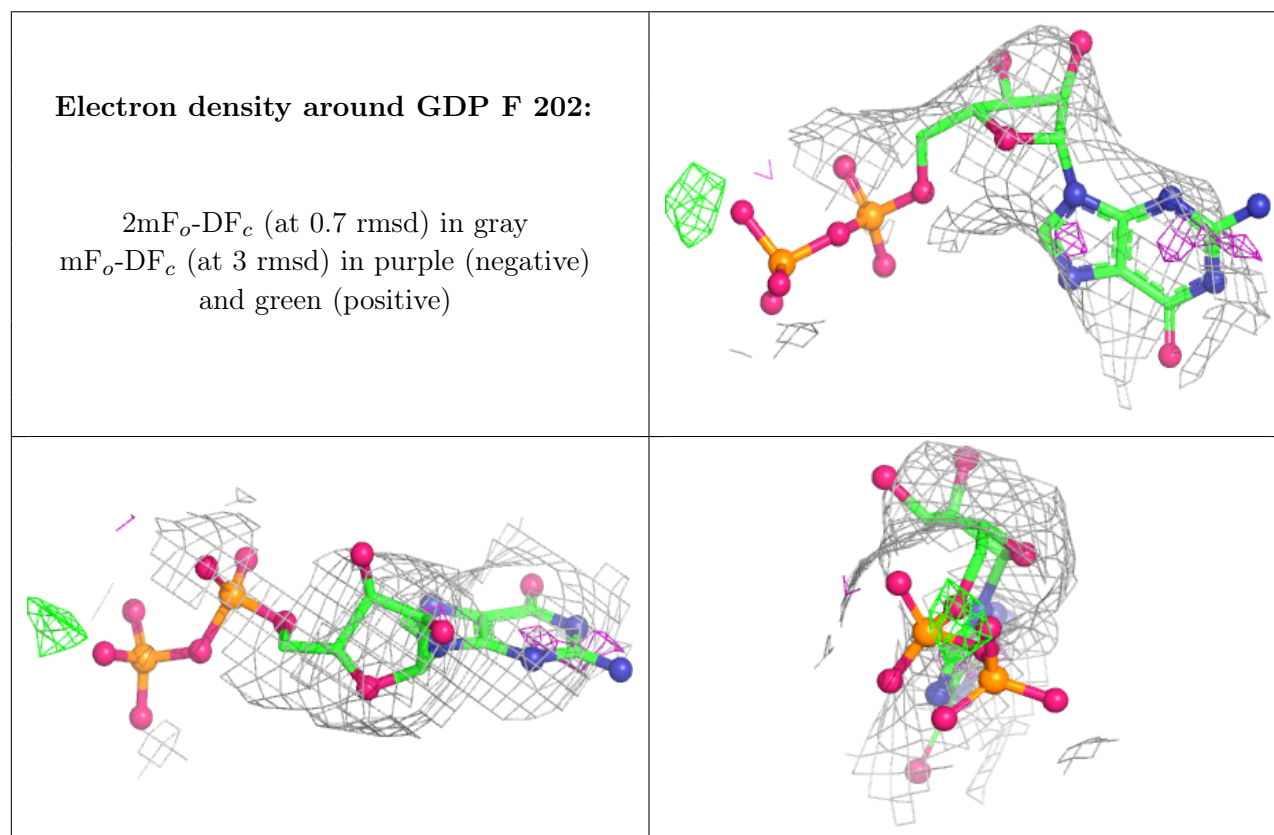 Electron density around GDP F 202:
2mFo-DFc (at 0.7 rmsd) in gray
mFo-DFc (at 3 rmsd) in purple (negative)
and green (positive)